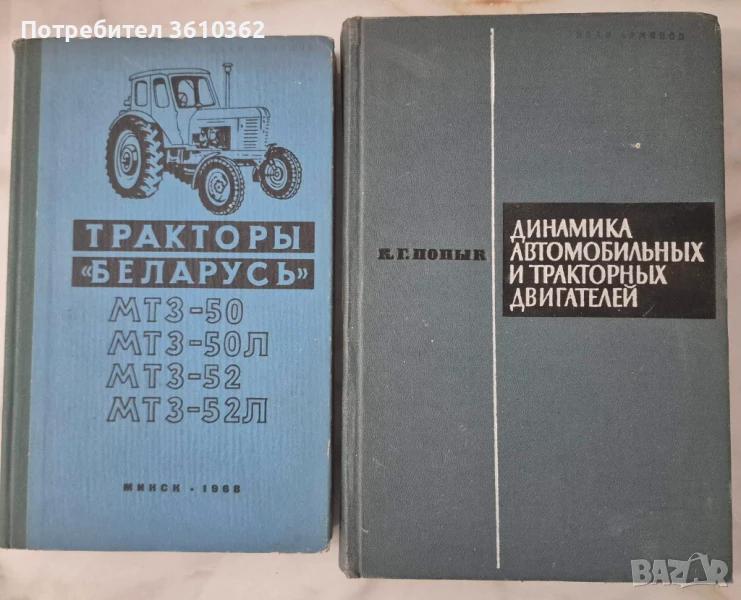 Потребител 3610362
ТРАКТОРЫ
«БЕЛАРУСЬ»
МТЗ-50
МТЗ-50Л
МТЗ-52
МТЗ-52Л
МИНСК - 1968
К.Г. ПОПЫК
ДИНАМИКА
АВТОМОБИЛЬНЫХ
И ТРАКТОРНЫХ
ДВИГАТЕЛЕЙ
BAZAR